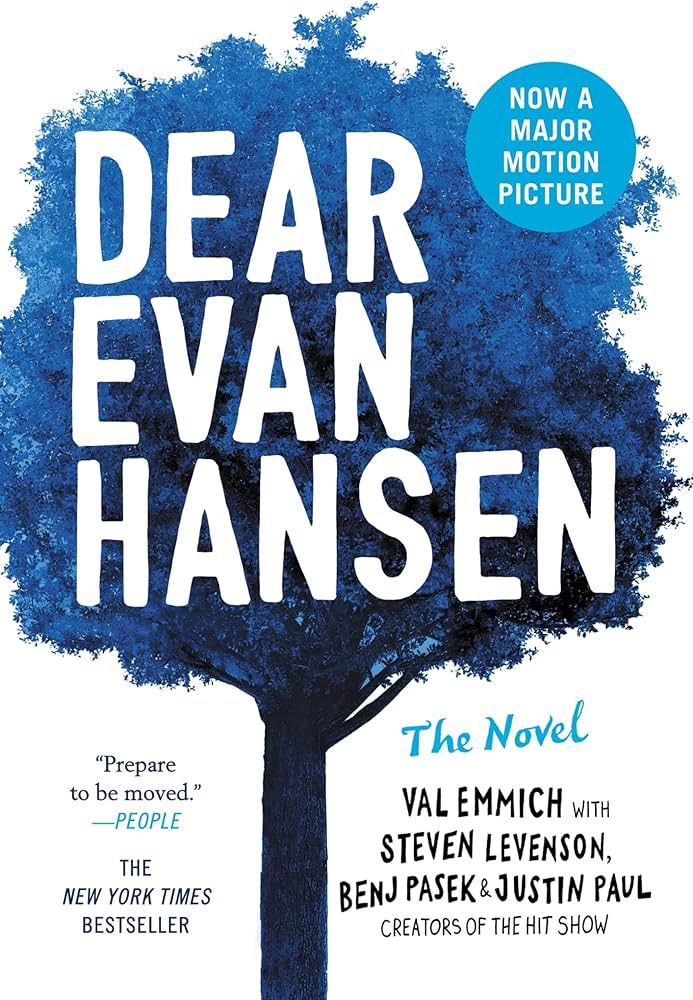 NOW A
MAJOR
MOTION
PICTURE
DEAR
EVAN
HANSEN
The Novel
“Prepare
to be moved.”
—PEOPLE
THE
NEW YORK TIMES
BESTSELLER
VAL EMMICH WITH
STEVEN LEVENSON,
BENJ PASEK & JUSTIN PAUL
CREATORS OF THE HIT SHOW